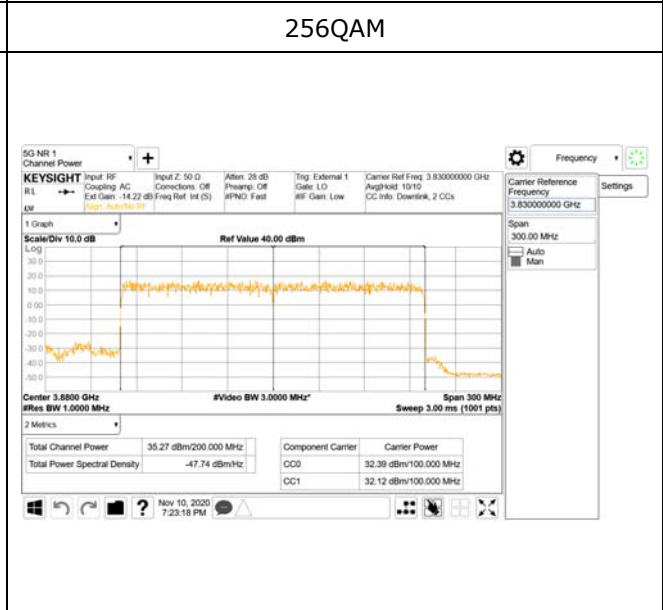 256QAM
5G NR 1
Channel Power
Frequency
KEYSIGHT
Input: RF
Input Z: 50 Ω
Atten: 28 dB
Trig: External 1
Carrier Ref Freq: 3.830000000 GHz
RL
Coupling: AC
Corrections: Off
Preamp: Off
Gate: LO
Avg|Hold: 10/10
Ext Gain: -14.22 dB
Freq Ref: Int (S)
#PNO: Fast
#IF Gain: Low
CC Info: Downlink, 2 CCs
Align: Auto/No RF
Carrier Reference
Frequency
3.830000000 GHz
Settings
Span
300.00 MHz
Auto
Man
1 Graph
Scale/Div 10.0 dB
Ref Value 40.00 dBm
Log
30.0
20.0
10.0
0.00
-10.0
-20.0
-30.0
-40.0
-50.0
Center 3.8800 GHz
#Video BW 3.0000 MHz*
Span 300 MHz
#Res BW 1.0000 MHz
Sweep 3.00 ms (1001 pts)
2 Metrics
Total Channel Power
35.27 dBm/200.000 MHz
Total Power Spectral Density
-47.74 dBm/Hz
Component Carrier
Carrier Power
CC0
32.39 dBm/100.000 MHz
CC1
32.12 dBm/100.000 MHz
?
Nov 10, 2020
7:23:18 PM